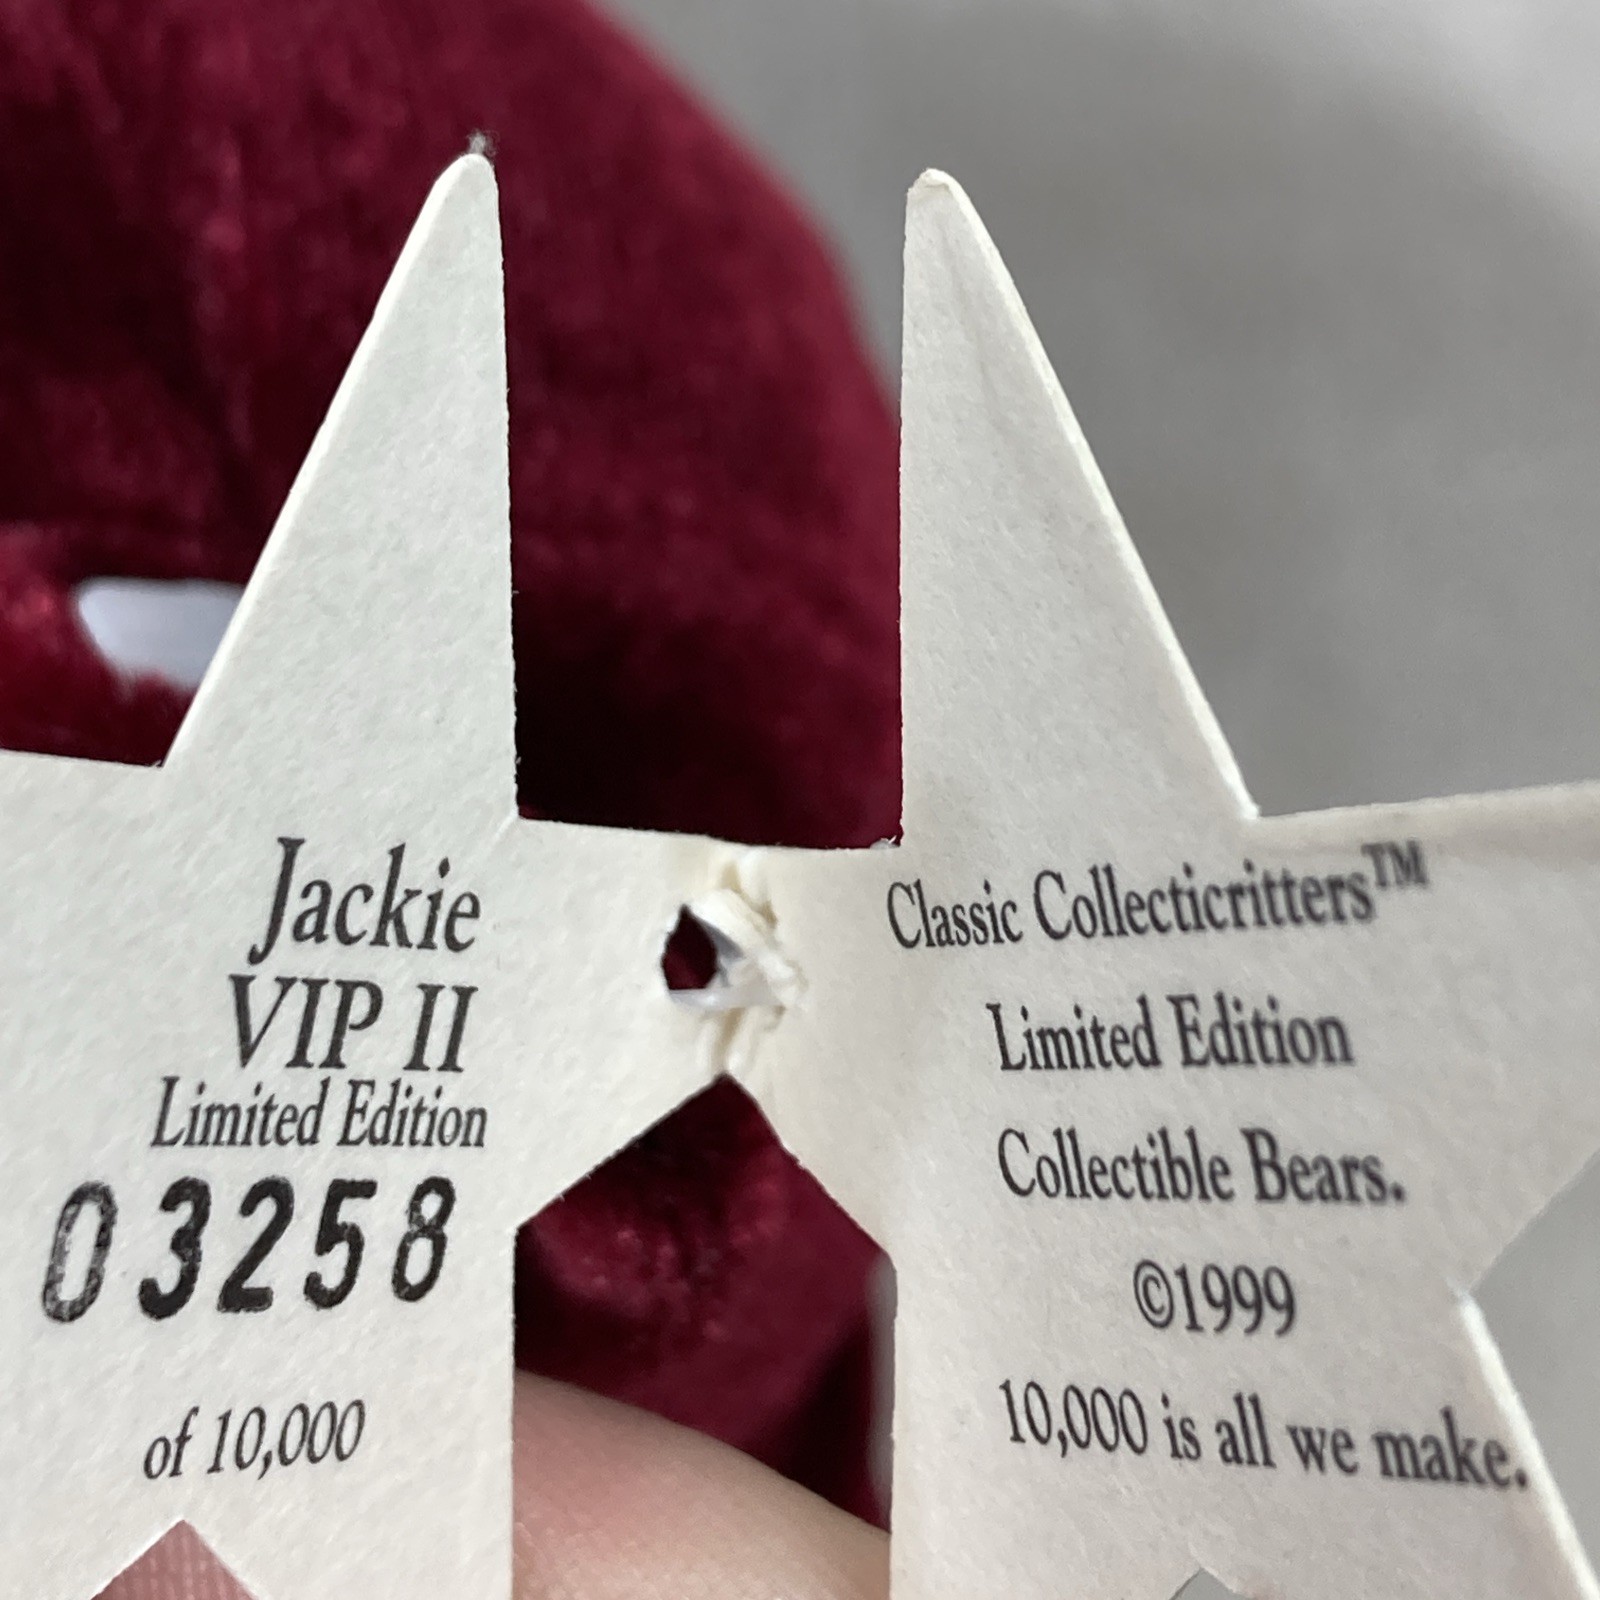 Jackie
VIP II
Limited Edition
03258
of 10,000
Classic Collecticritters™
Limited Edition
Collectible Bears.
©1999
10,000 is all we make.